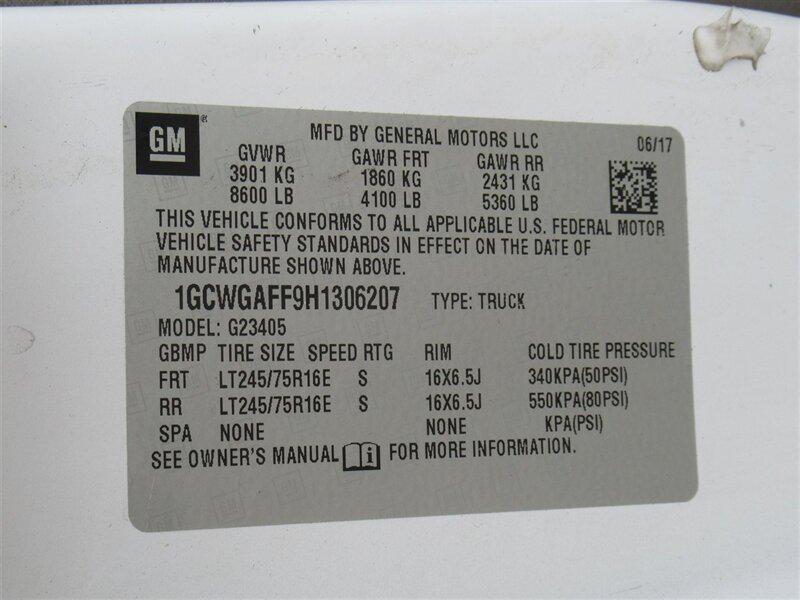 GM ®
MFD BY GENERAL MOTORS LLC 06/17
GVWR GAWR FRT GAWR RR
3901 KG 1860 KG 2431 KG
8600 LB 4100 LB 5360 LB
THIS VEHICLE CONFORMS TO ALL APPLICABLE U.S. FEDERAL MOTOR
VEHICLE SAFETY STANDARDS IN EFFECT ON THE DATE OF
MANUFACTURE SHOWN ABOVE.
1GCWGAFF9H1306207 TYPE: TRUCK
MODEL: G23405
GBMP TIRE SIZE SPEED RTG RIM COLD TIRE PRESSURE
FRT LT245/75R16E S 16X6.5J 340KPA(50PSI)
RR LT245/75R16E S 16X6.5J 550KPA(80PSI)
SPA NONE NONE KPA(PSI)
SEE OWNER'S MANUAL i FOR MORE INFORMATION.